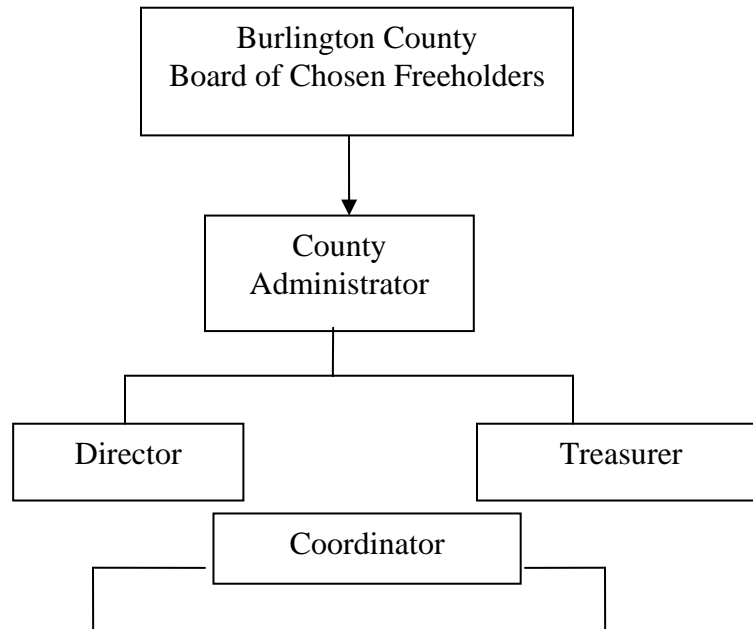 Burlington County
Board of Chosen Freeholders
County
Administrator
Director
Treasurer
Coordinator